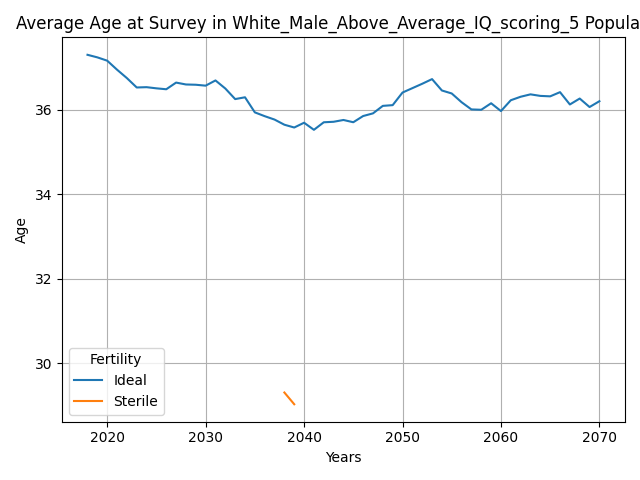 Average Age at Survey in White_Male_Above_Average_IQ_scoring_5 Popula
Age
36
34
32
30
Fertility
Ideal
Sterile
2020 2030 2040 2050 2060 2070
Years